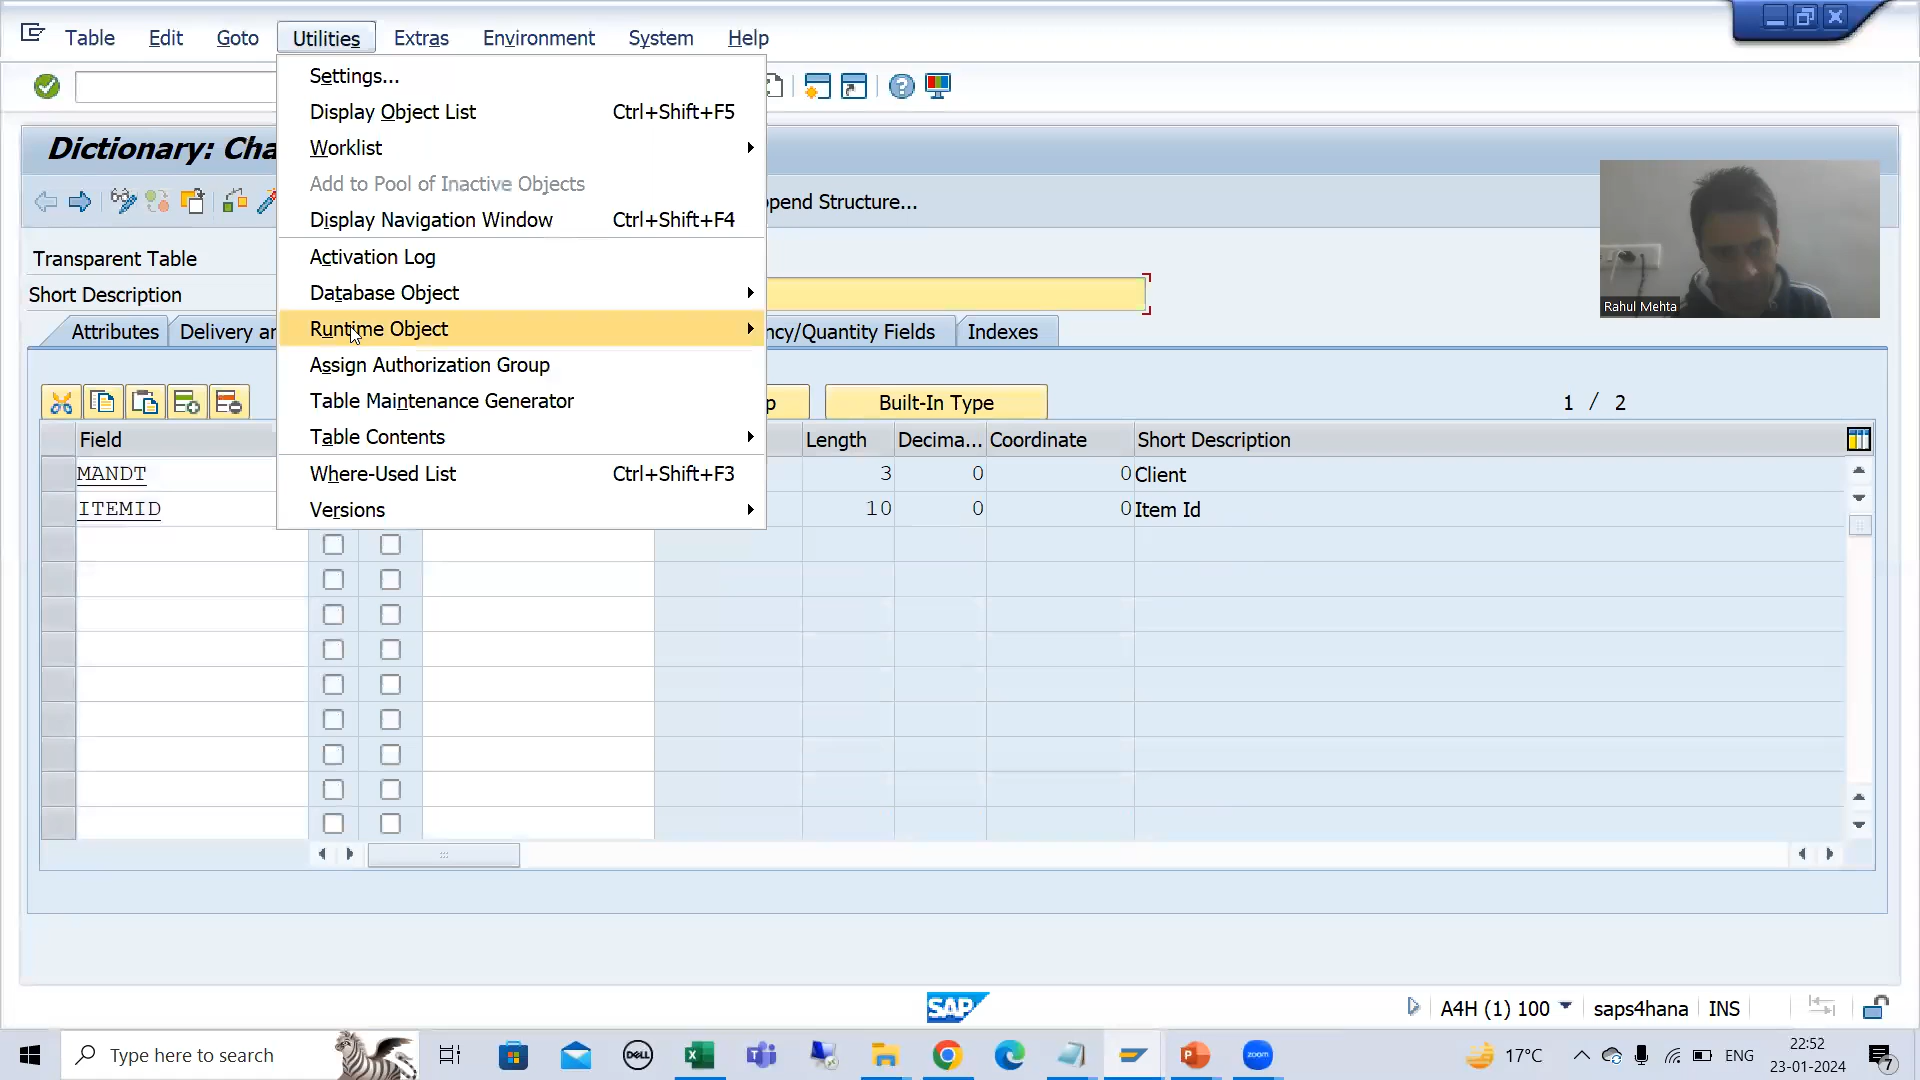 Table Edit Goto Utilities Extras Environment System Help
Settings...
Display Object List Ctrl+Shift+F5
Worklist
Add to Pool of Inactive Objects
Display Navigation Window Ctrl+Shift+F4
Activation Log
Database Object
Runtime Object
Assign Authorization Group
Table Maintenance Generator
Table Contents
Where-Used List Ctrl+Shift+F3
Versions
Dictionary: Cha
pend Structure...
Rahul Mehta
Transparent Table
Short Description
Attributes Delivery an ncy/Quantity Fields Indexes
p Built-In Type 1 / 2
Field Length Decima... Coordinate Short Description
MANDT 3 0 0 Client
ITEMID 10 0 0 Item Id
SAP A4H (1) 100 saps4hana INS
Type here to search DELL zoom 17°C ENG 22:52
23-01-2024 7